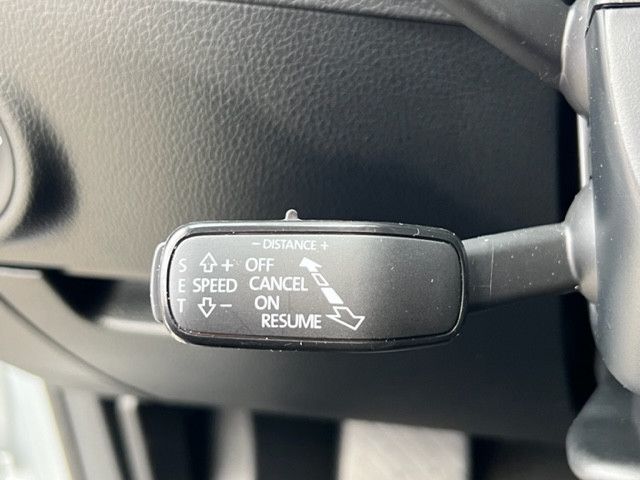 − DISTANCE +
S ⇧ + OFF
E SPEED CANCEL
T ⇩ − ON
RESUME